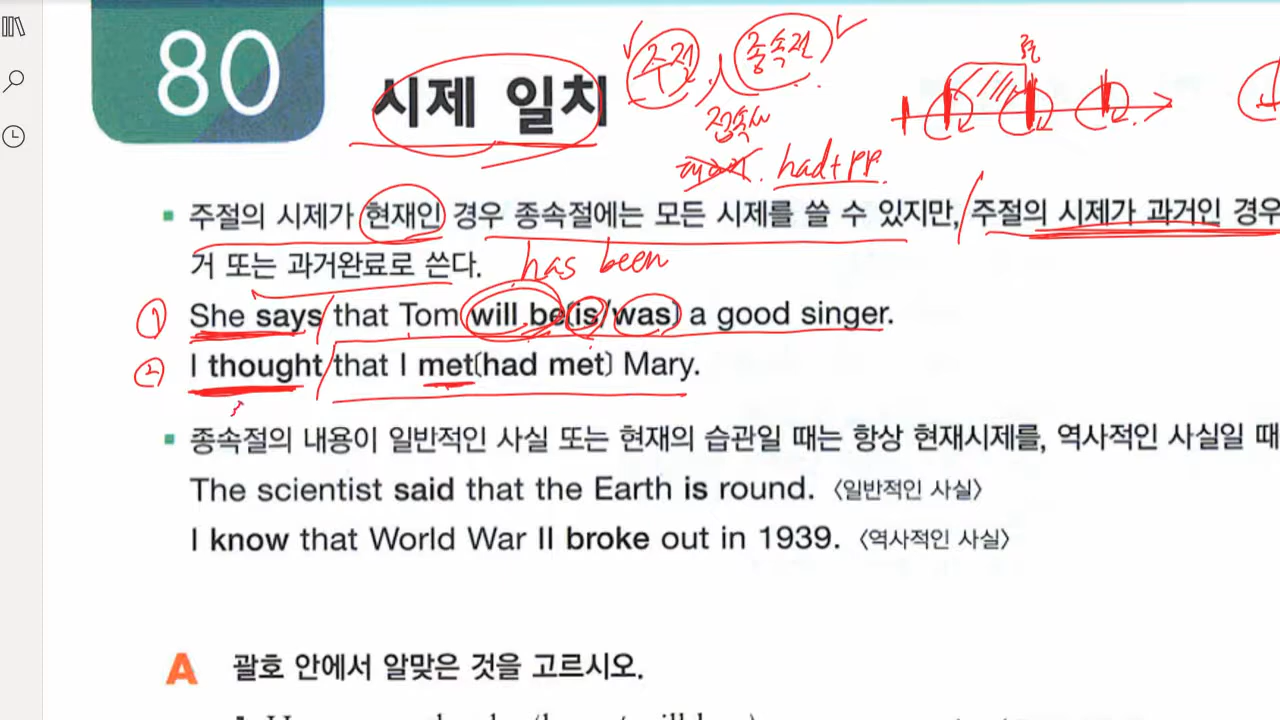 80
시제 일치
주절
종속절
접속사
had+pp
주절의 시제가 현재인 경우 종속절에는 모든 시제를 쓸 수 있지만, 주절의 시제가 과거인 경우
거 또는 과거완료로 쓴다.
has been
① She says that Tom will be(is/was) a good singer.
② I thought that I met(had met) Mary.
종속절의 내용이 일반적인 사실 또는 현재의 습관일 때는 항상 현재시제를, 역사적인 사실일 때
The scientist said that the Earth is round. 〈일반적인 사실〉
I know that World War II broke out in 1939. 〈역사적인 사실〉
A 괄호 안에서 알맞은 것을 고르시오.